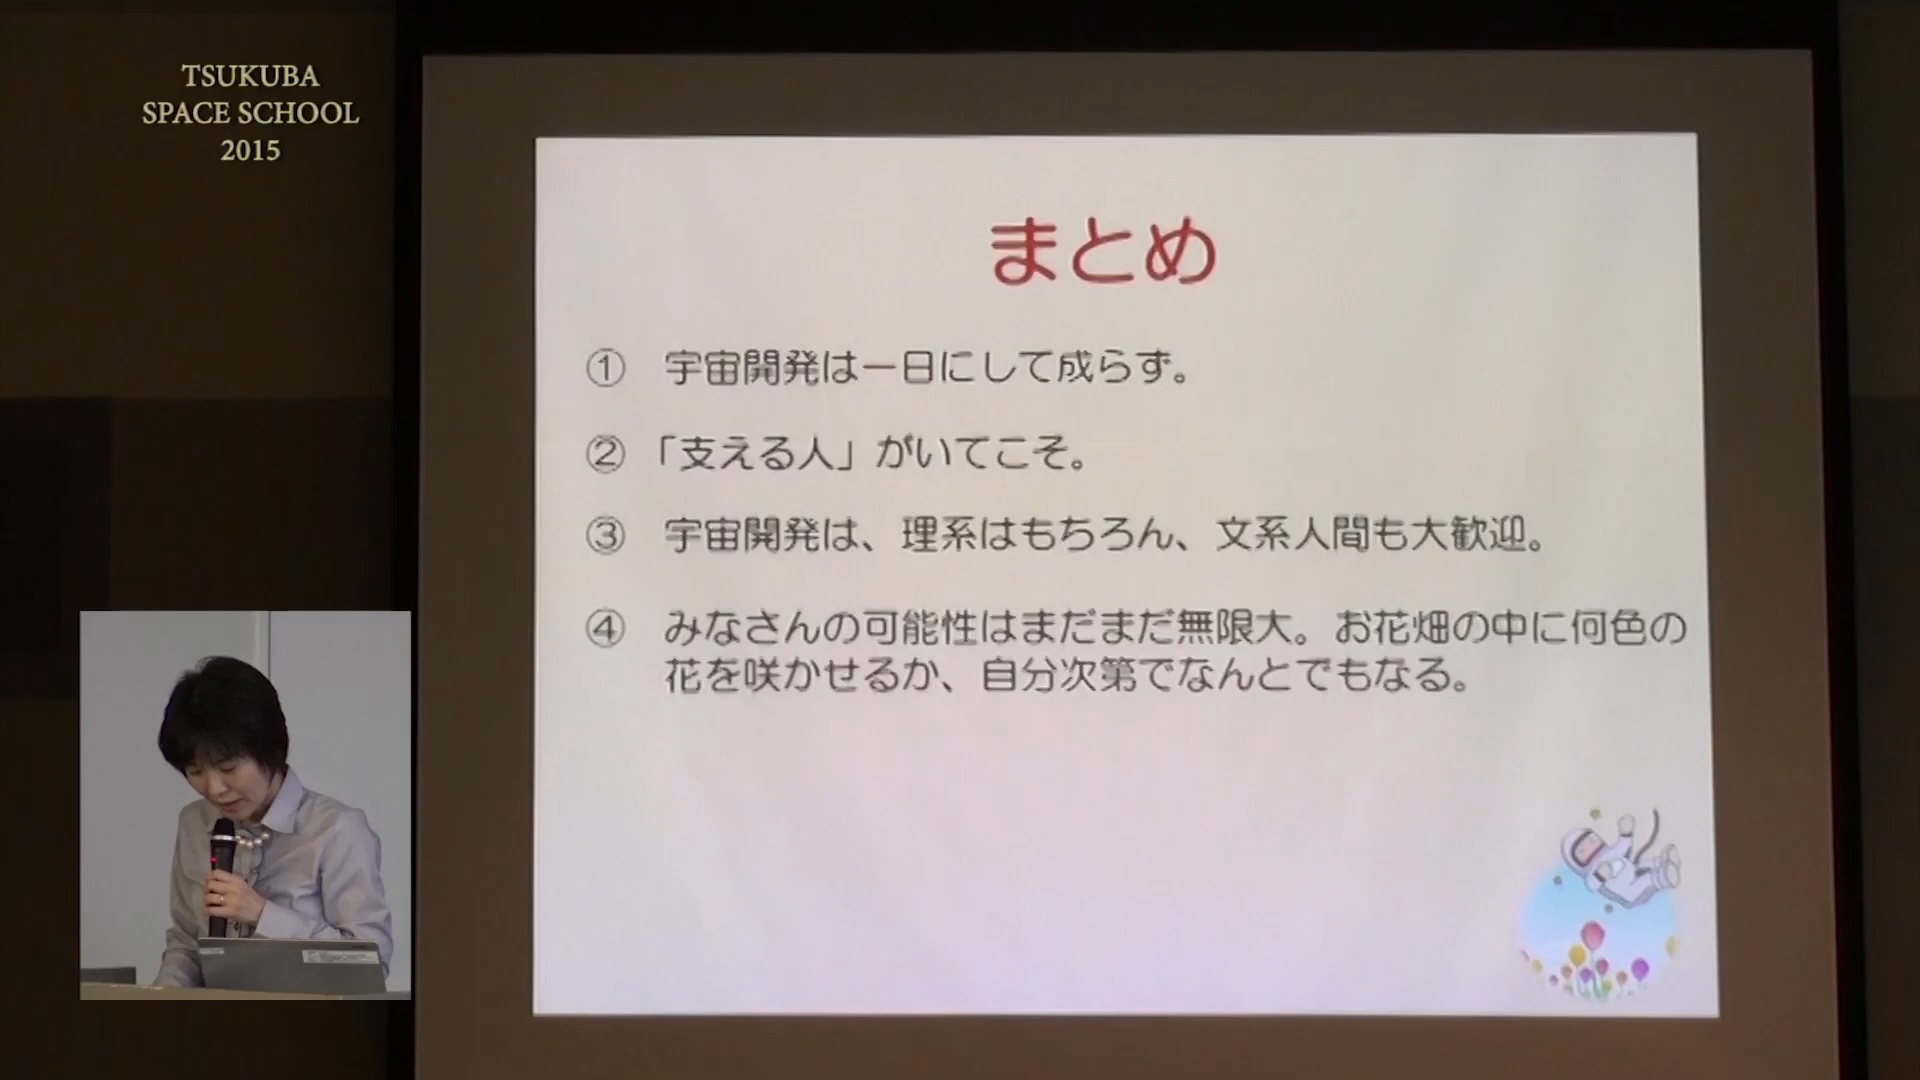 TSUKUBA
SPACE SCHOOL
2015
まとめ
① 宇宙開発は一日にして成らず。
② 「支える人」がいてこそ。
③ 宇宙開発は、理系はもちろん、文系人間も大歓迎。
④ みなさんの可能性はまだまだ無限大。お花畑の中に何色の
花を咲かせるか、自分次第でなんとでもなる。